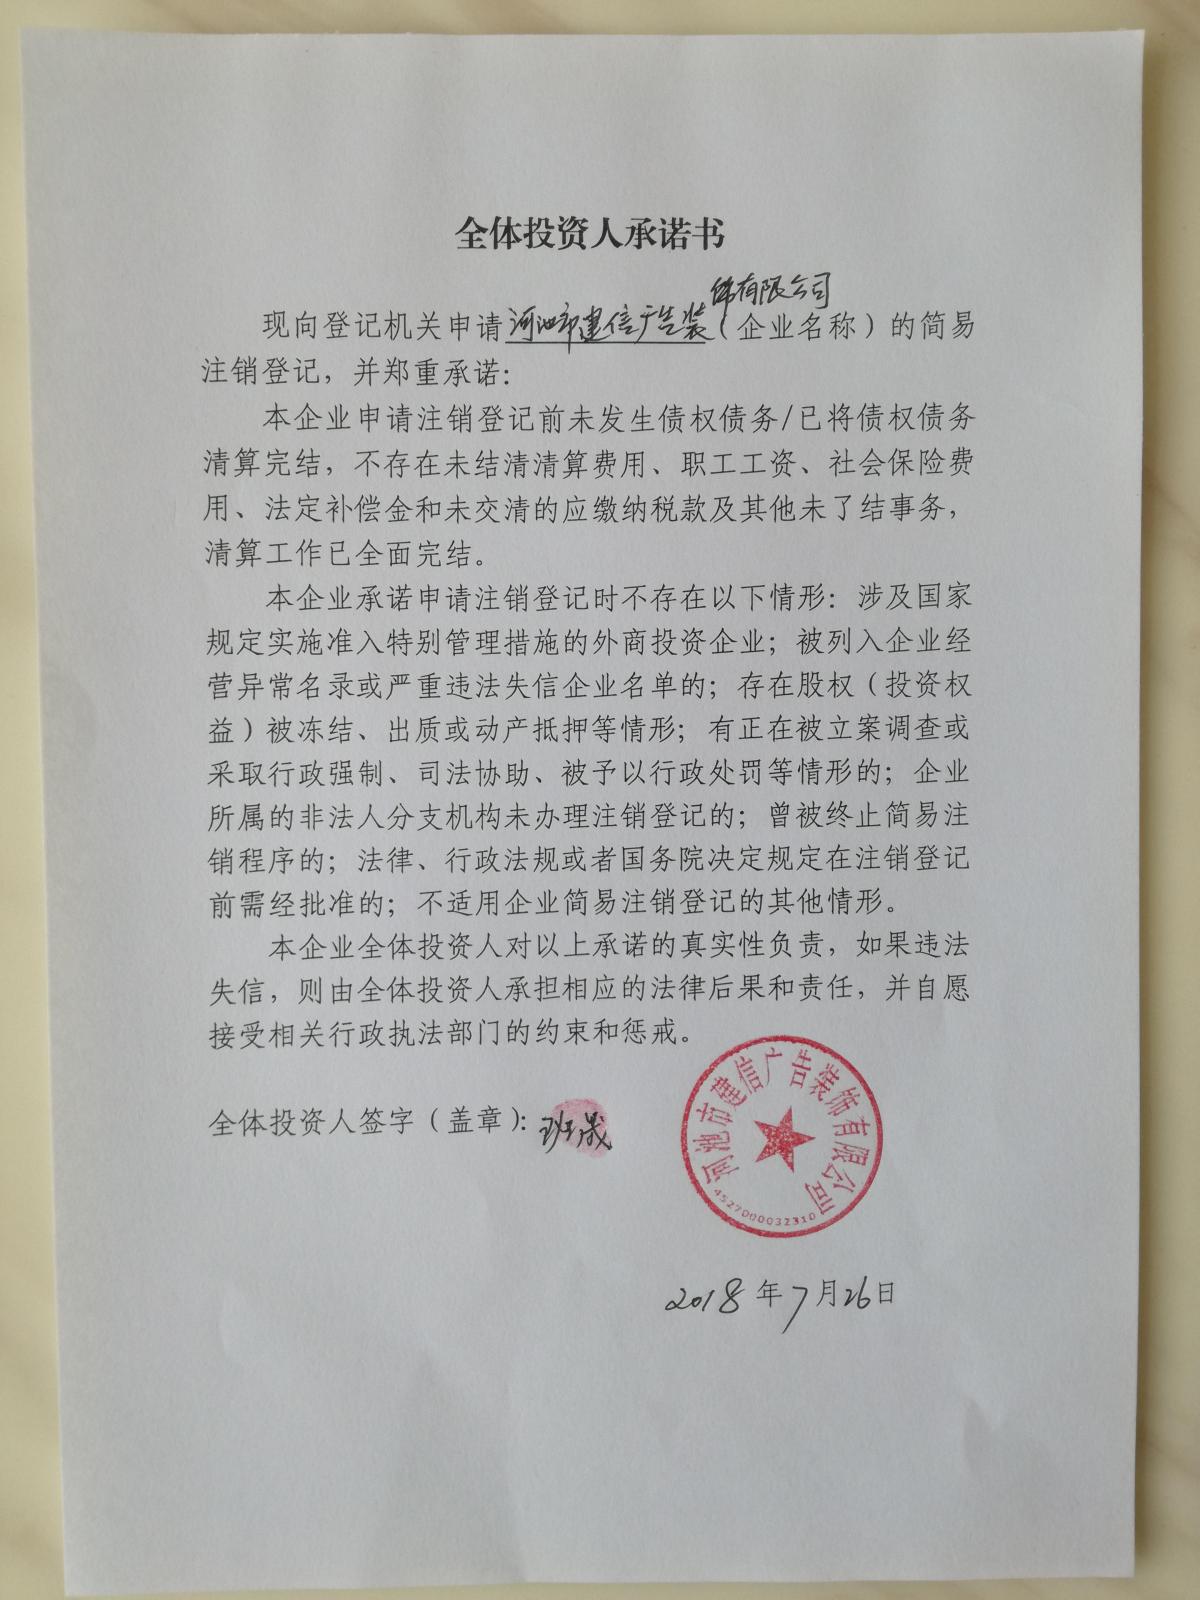 全体投资人承诺书
现向登记机关申请河池市建信广告装饰有限公司（企业名称）的简易
注销登记，并郑重承诺：
本企业申请注销登记前未发生债权债务/已将债权债务
清算完结，不存在未结清清算费用、职工工资、社会保险费
用、法定补偿金和未交清的应缴纳税款及其他未了结事务，
清算工作已全面完结。
本企业承诺申请注销登记时不存在以下情形：涉及国家
规定实施准入特别管理措施的外商投资企业；被列入企业经
营异常名录或严重违法失信企业名单的；存在股权（投资权
益）被冻结、出质或动产抵押等情形；有正在被立案调查或
采取行政强制、司法协助、被予以行政处罚等情形的；企业
所属的非法人分支机构未办理注销登记的；曾被终止简易注
销程序的；法律、行政法规或者国务院决定规定在注销登记
前需经批准的；不适用企业简易注销登记的其他情形。
本企业全体投资人对以上承诺的真实性负责，如果违法
失信，则由全体投资人承担相应的法律后果和责任，并自愿
接受相关行政执法部门的约束和惩戒。
全体投资人签字（盖章）：班晟
河池市建信广告装饰有限公司
4527000032310
2018年7月26日